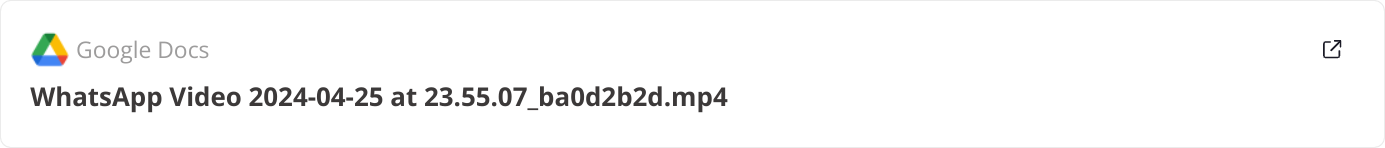 Google Docs
WhatsApp Video 2024-04-25 at 23.55.07_ba0d2b2d.mp4